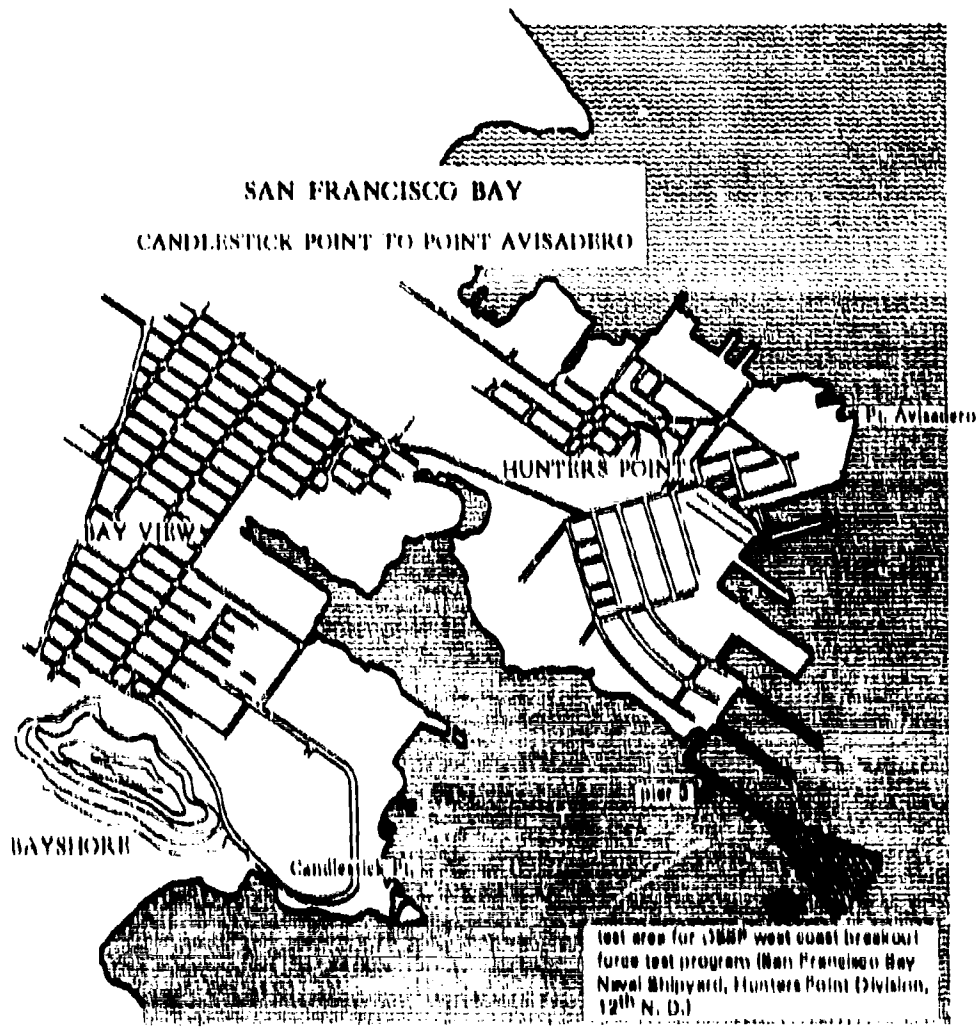 SAN FRANCISCO BAY
CANDLESTICK POINT TO POINT AVISADERO
Pt. Avisadero
HUNTERS POINT
BAY VIEW
pier 5
BAYSHORE
Candlestick Pt.
test area for west coast breakout
force test program (San Francisco Bay
Naval Shipyard, Hunters Point Division,
12th N. D.)